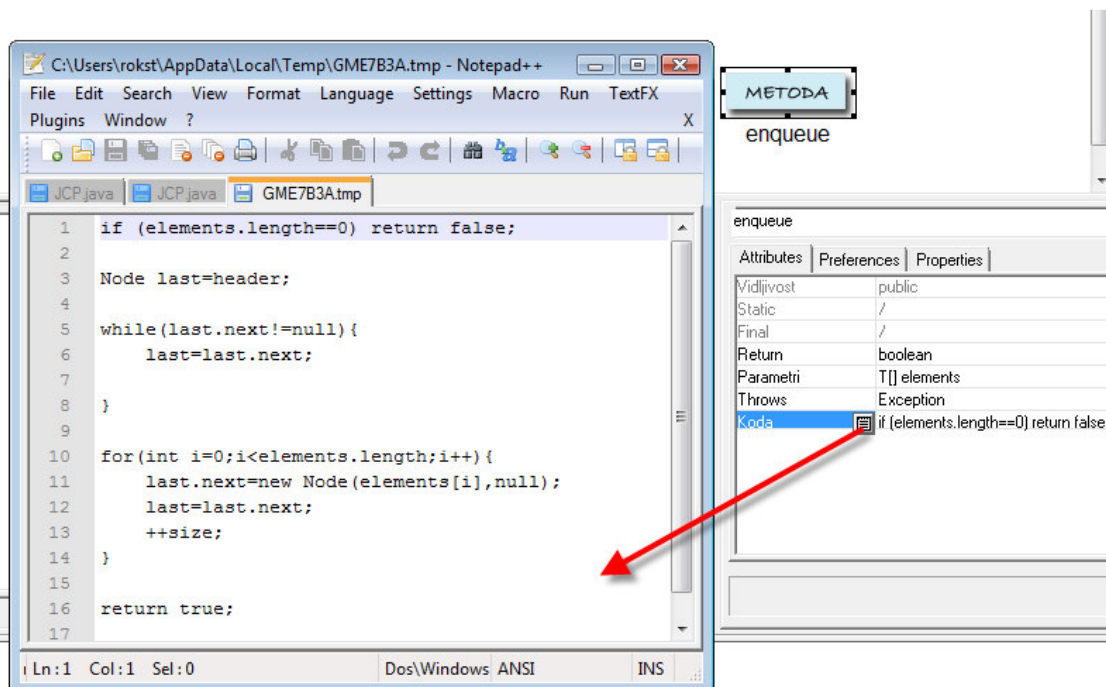 C:\Users\rokst\AppData\Local\Temp\GME7B3A.tmp - Notepad++
File Edit Search View Format Language Settings Macro Run TextFX
Plugins Window ? X
JCP.java JCP.java GME7B3A.tmp
1 if (elements.length==0) return false;
2
3 Node last=header;
4
5 while(last.next!=null){
6 last=last.next;
7
8 }
9
10 for(int i=0;i<elements.length;i++){
11 last.next=new Node(elements[i],null);
12 last=last.next;
13 ++size;
14 }
15
16 return true;
17
Ln:1 Col:1 Sel:0 Dos\Windows ANSI INS
METODA
enqueue
enqueue
Attributes Preferences Properties
Vidljivost public
Static /
Final /
Return boolean
Parametri T[] elements
Throws Exception
Koda if (elements.length==0) return false